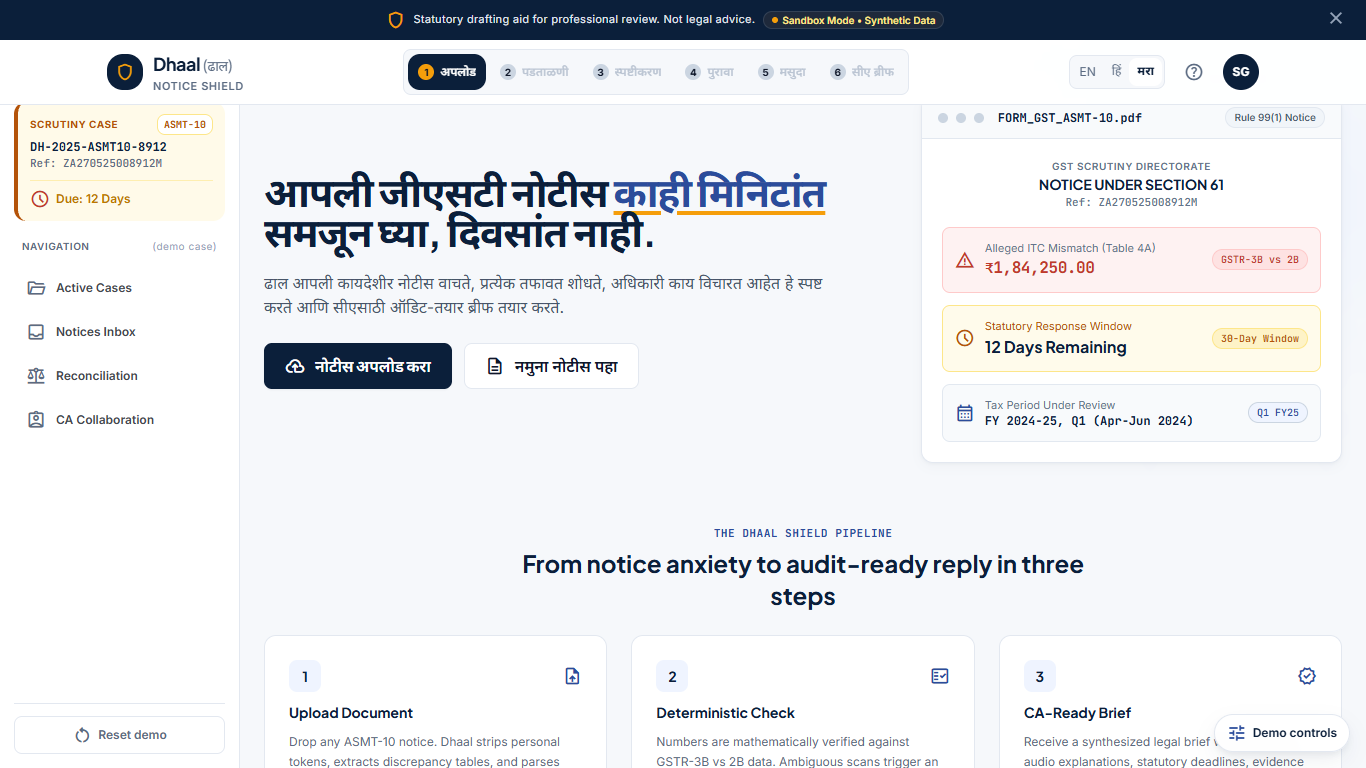 Statutory drafting aid for professional review. Not legal advice. Sandbox Mode • Synthetic Data
Dhaal (ढाल)
NOTICE SHIELD
1 अपलोड 2 पडताळणी 3 स्पष्टीकरण 4 पुरावा 5 मसुदा 6 सीए ब्रीफ
EN हिं मरा
SG
SCRUTINY CASE ASMT-10
DH-2025-ASMT10-8912
Ref: ZA270525008912M
Due: 12 Days
NAVIGATION (demo case)
Active Cases
Notices Inbox
Reconciliation
CA Collaboration
Reset demo
आपली जीएसटी नोटीस काही मिनिटांत
समजून घ्या, दिवसांत नाही.
ढाल आपली कायदेशीर नोटीस वाचते, प्रत्येक तफावत शोधते, अधिकारी काय विचारत आहेत हे स्पष्ट
करते आणि सीएसाठी ऑडिट-तयार ब्रीफ तयार करते.
नोटीस अपलोड करा
नमुना नोटीस पहा
FORM_GST_ASMT-10.pdf Rule 99(1) Notice
GST SCRUTINY DIRECTORATE
NOTICE UNDER SECTION 61
Ref: ZA270525008912M
Alleged ITC Mismatch (Table 4A)
₹1,84,250.00
GSTR-3B vs 2B
Statutory Response Window
12 Days Remaining
30-Day Window
Tax Period Under Review
FY 2024-25, Q1 (Apr-Jun 2024)
Q1 FY25
THE DHAAL SHIELD PIPELINE
From notice anxiety to audit-ready reply in three
steps
1
Upload Document
Drop any ASMT-10 notice. Dhaal strips personal
tokens, extracts discrepancy tables, and parses
2
Deterministic Check
Numbers are mathematically verified against
GSTR-3B vs 2B data. Ambiguous scans trigger an
3
CA-Ready Brief
Receive a synthesized legal brief
audio explanations, statutory deadlines, evidence
Demo controls